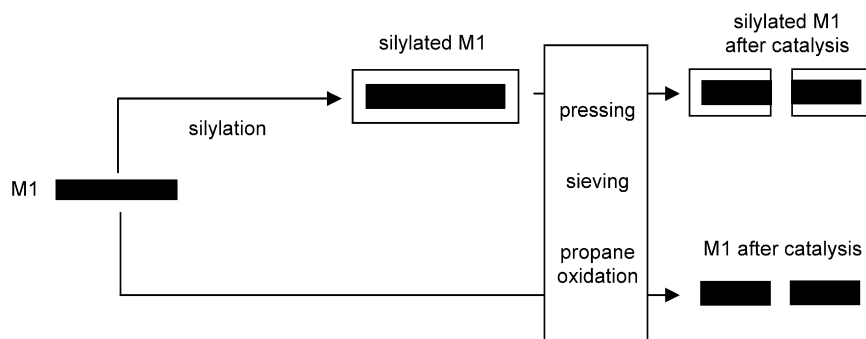 silylated M1
silylated M1
after catalysis
silylation
pressing
M1
sieving
propane
oxidation
M1 after catalysis